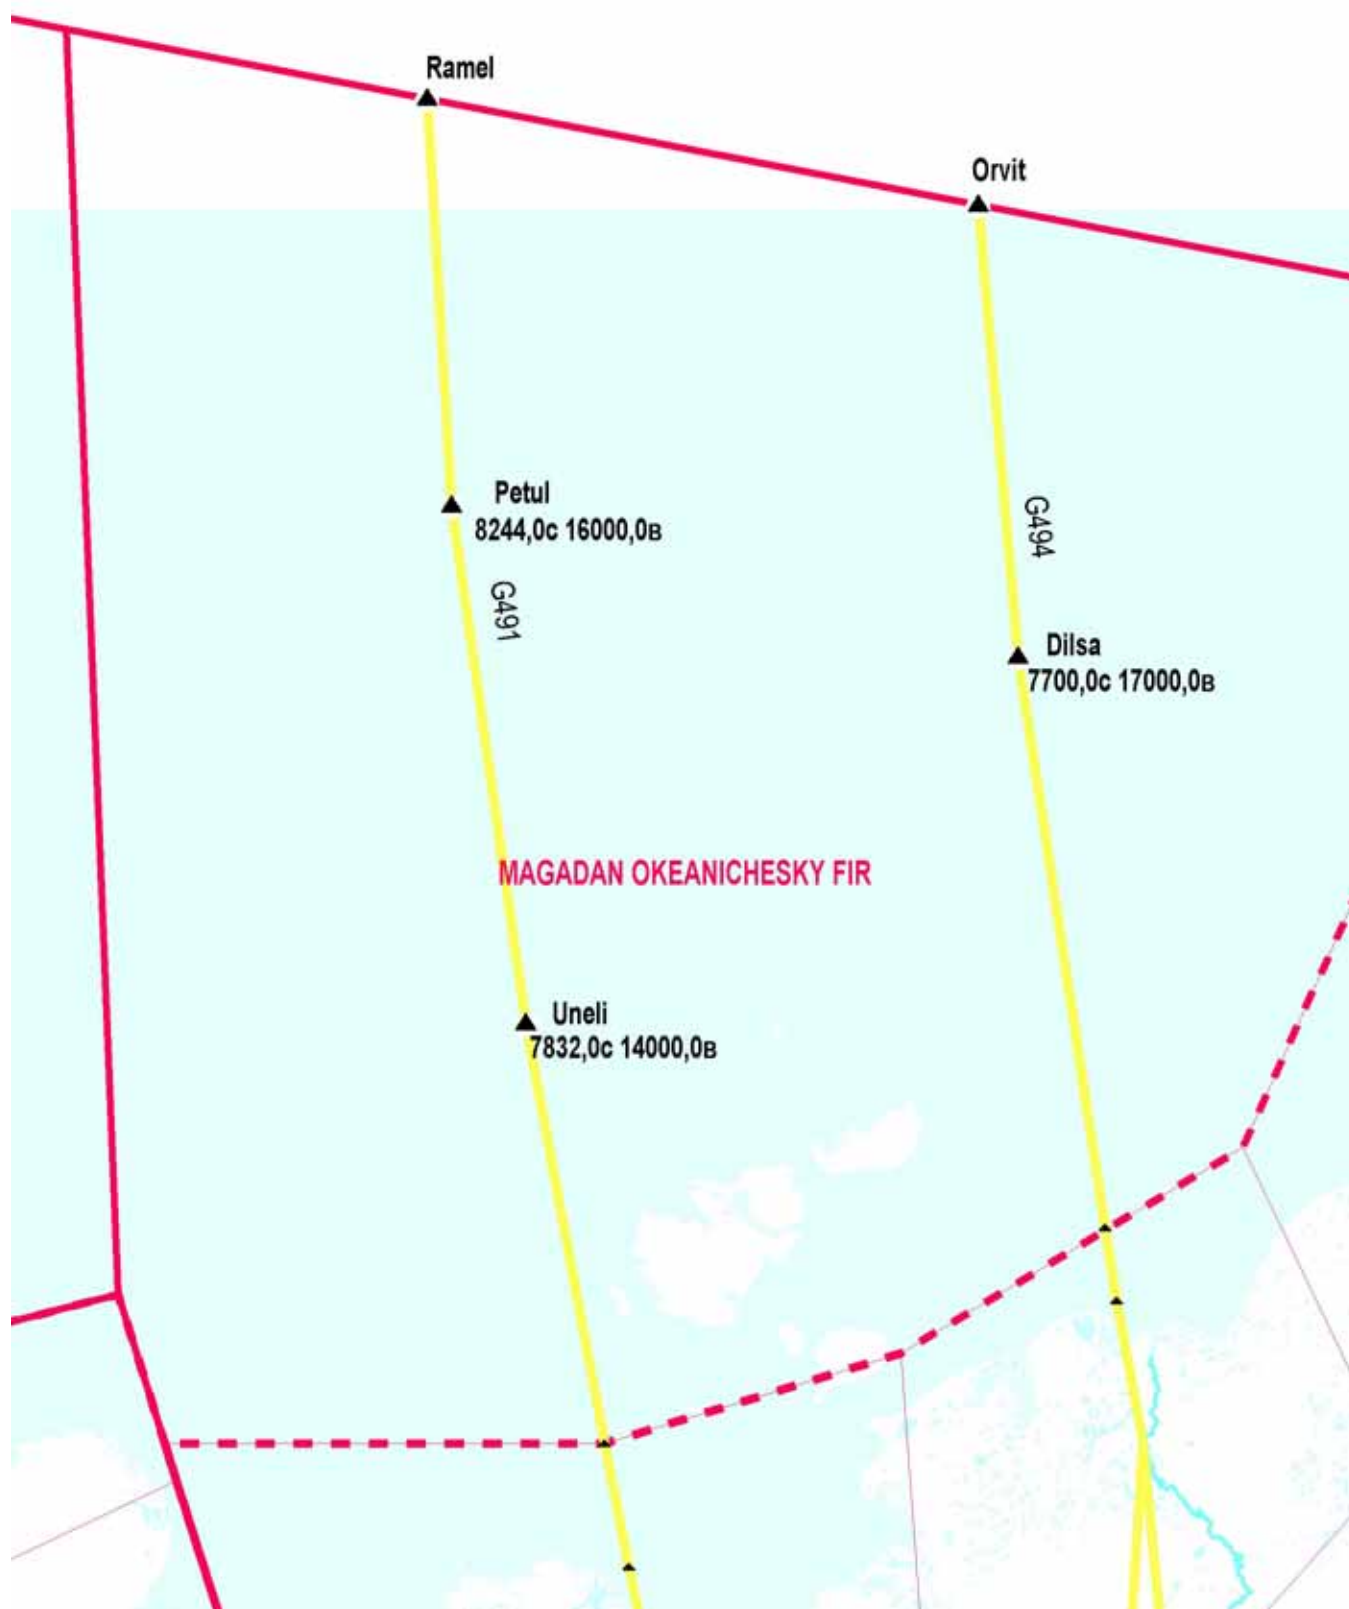 Ramel
Orvit
Petul
8244,0с 16000,0В
G494
G491
Dilsa
7700,0с 17000,0В
MAGADAN OKEANICHESKY FIR
Uneli
7832,0с 14000,0В